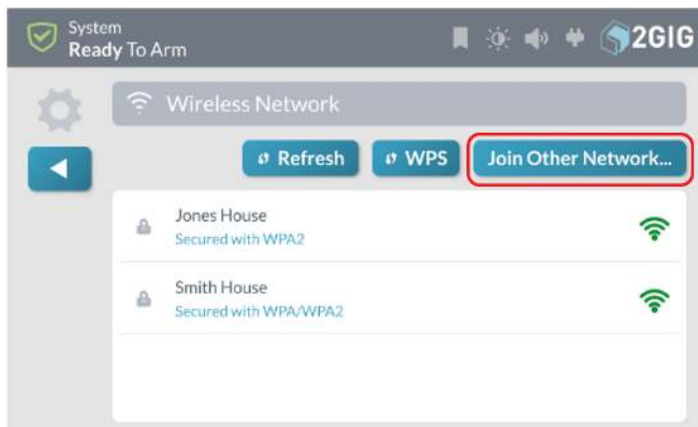 System
Ready To Arm
2GIG
Wireless Network
Refresh
WPS
Join Other Network...
Jones House
Secured with WPA2
Smith House
Secured with WPA/WPA2